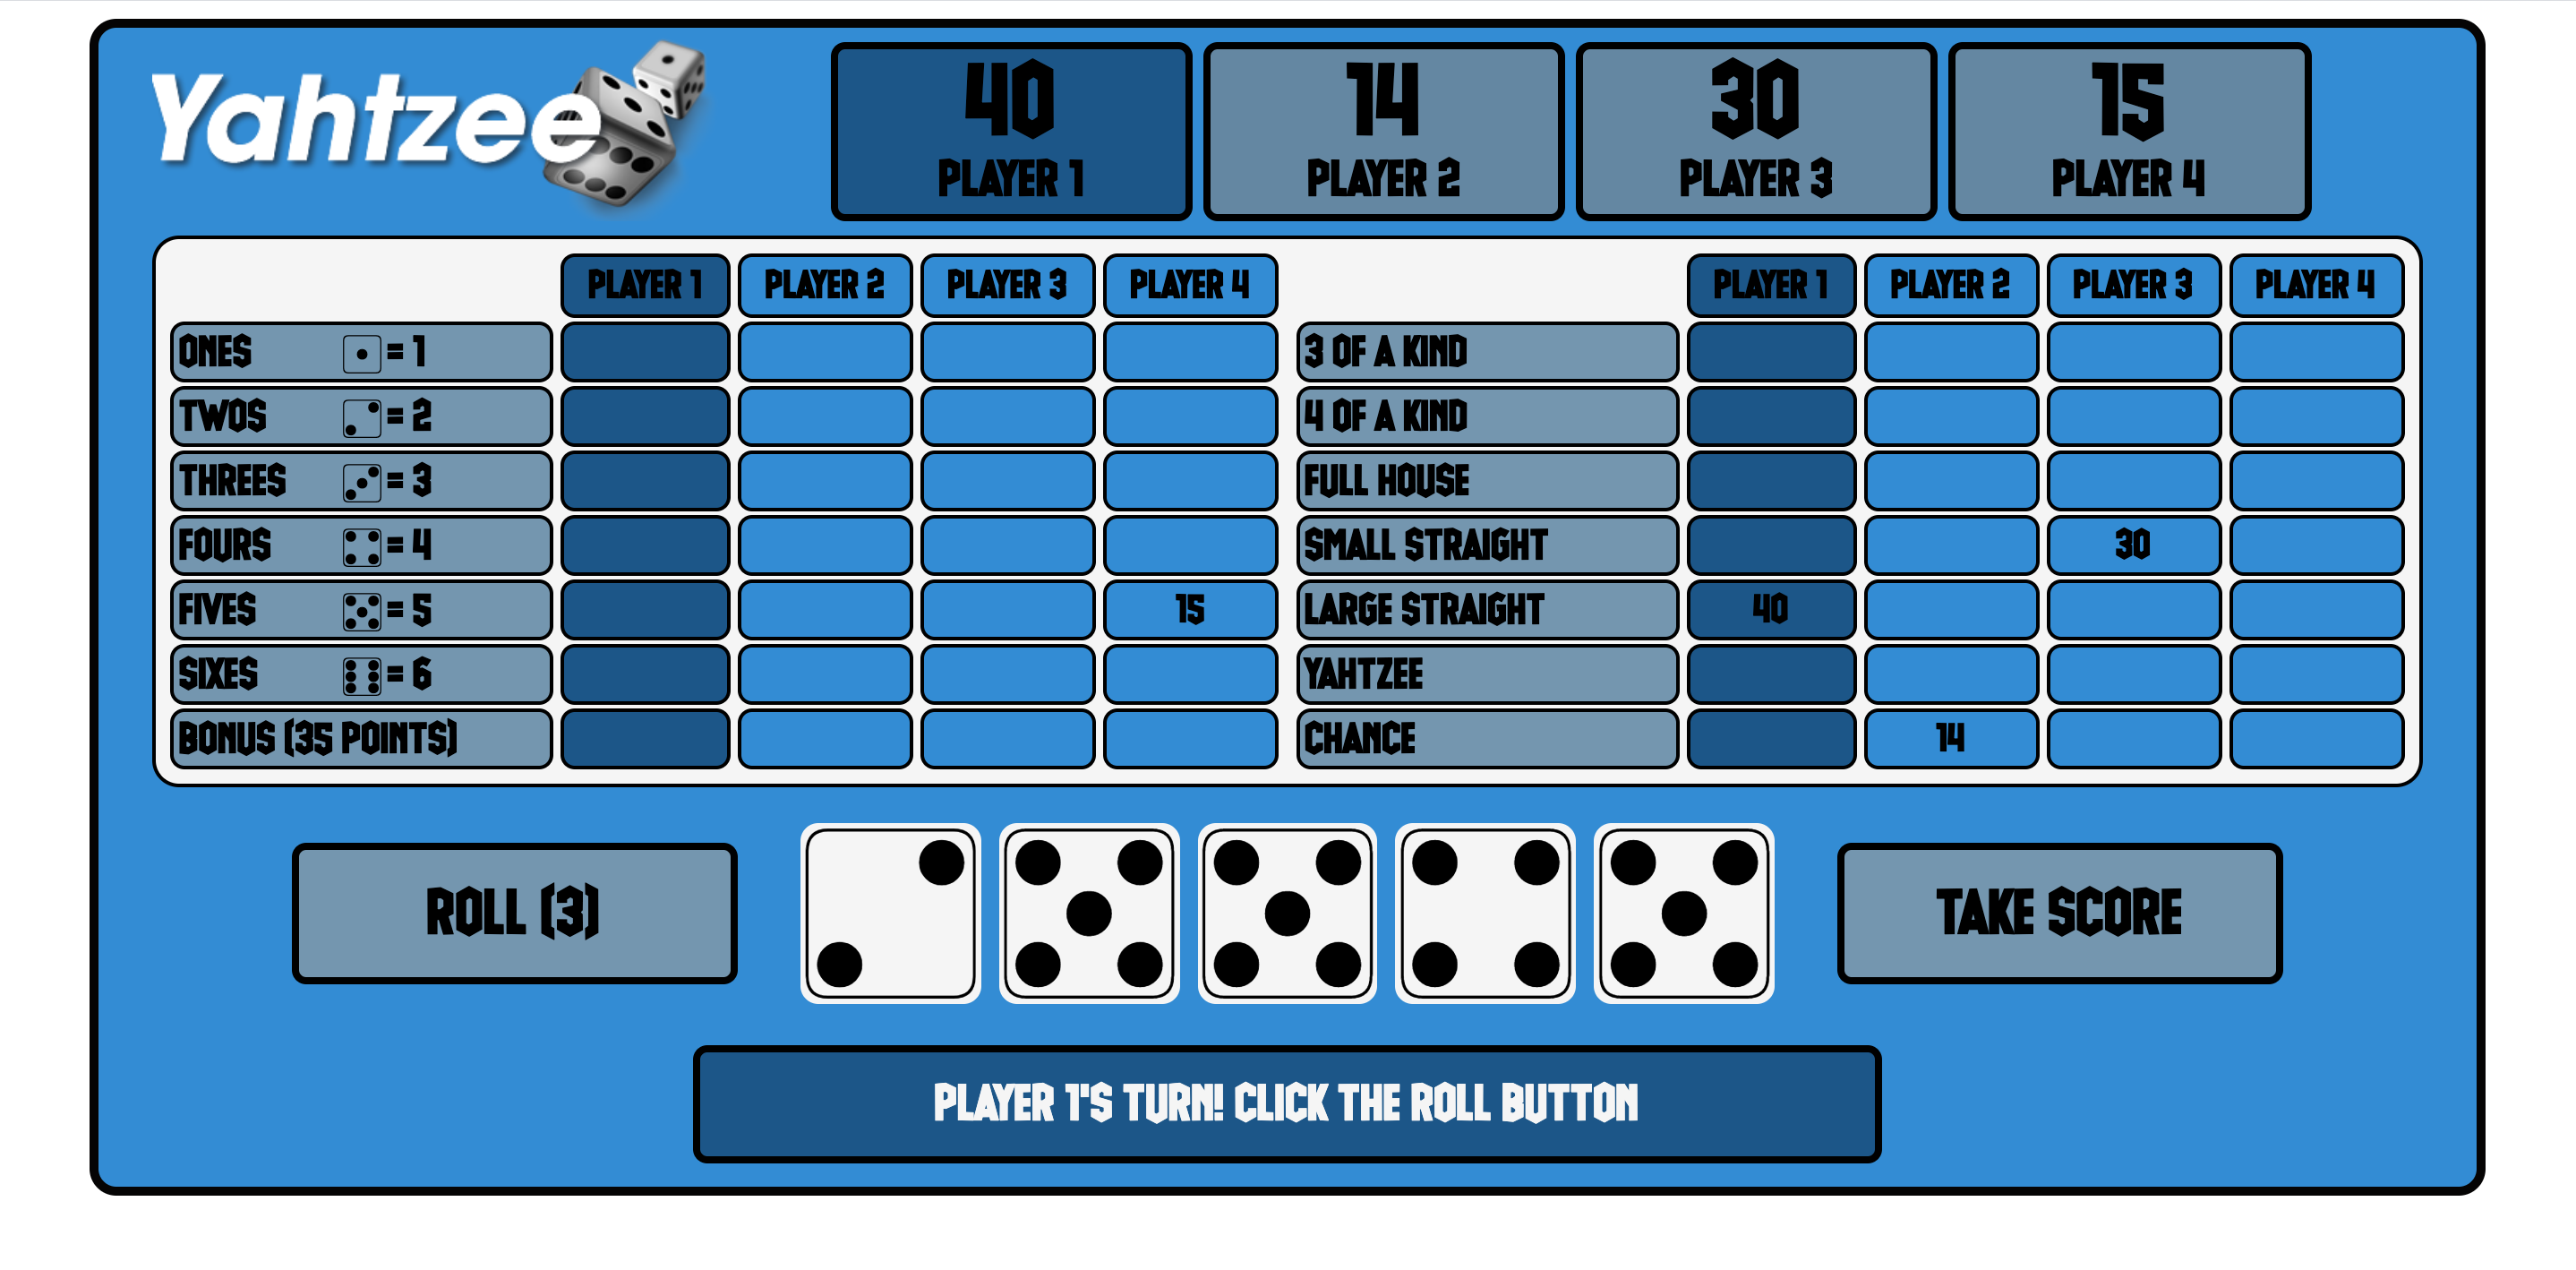 Yahtzee
40 14 30 15
PLAYER 1 PLAYER 2 PLAYER 3 PLAYER 4
PLAYER 1 PLAYER 2 PLAYER 3 PLAYER 4 PLAYER 1 PLAYER 2 PLAYER 3 PLAYER 4
ONES = 1 3 OF A KIND
TWOS = 2 4 OF A KIND
THREES = 3 FULL HOUSE
FOURS = 4 SMALL STRAIGHT 30
FIVES = 5 15 LARGE STRAIGHT 40
SIXES = 6 YAHTZEE
BONUS (35 POINTS) CHANCE 14
ROLL (3) TAKE SCORE
PLAYER 1'S TURN! CLICK THE ROLL BUTTON